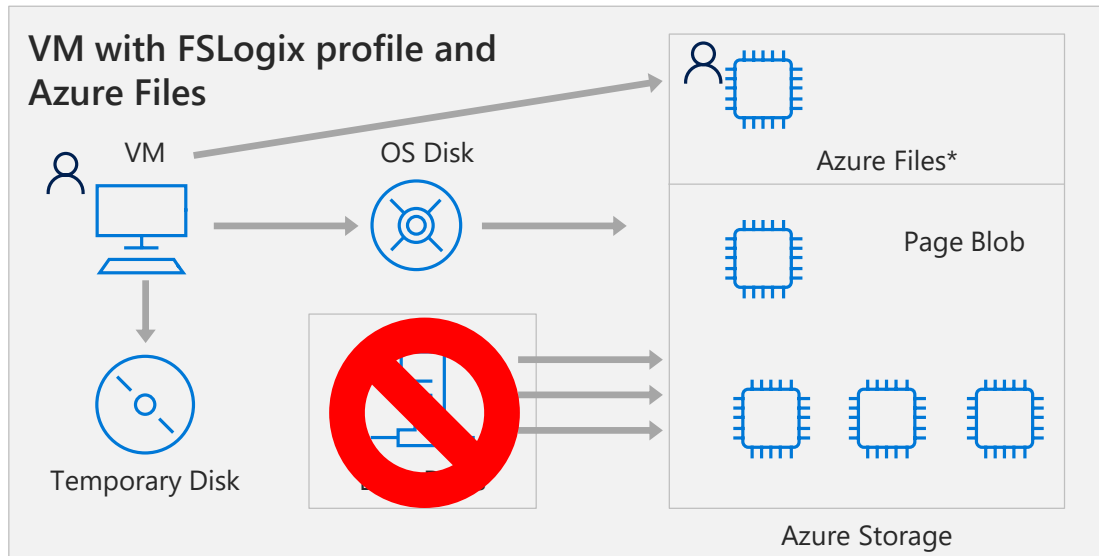 VM with FSLogix profile and
Azure Files
VM
OS Disk
Azure Files*
Page Blob
Temporary Disk
Azure Storage